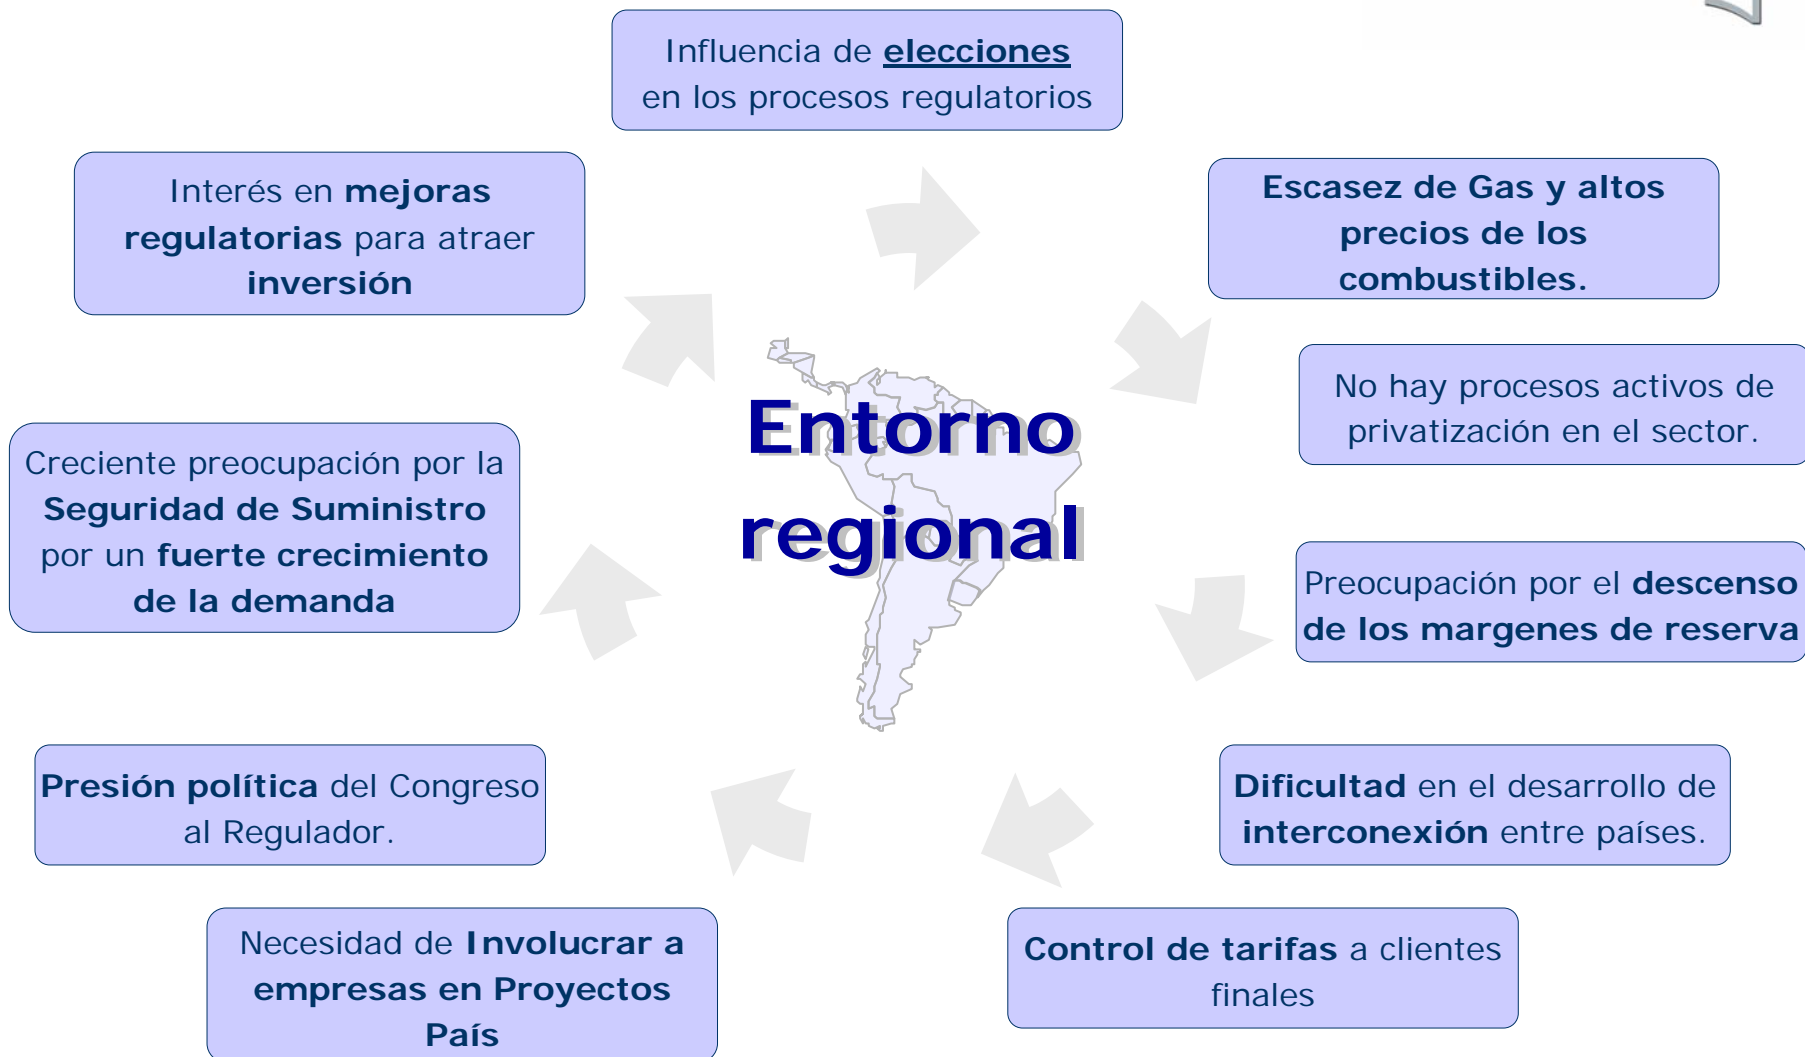 Influencia de elecciones
en los procesos regulatorios
Escasez de Gas y altos
precios de los
combustibles.
No hay procesos activos de
privatización en el sector.
Preocupación por el descenso
de los margenes de reserva
Dificultad en el desarrollo de
interconexión entre países.
Control de tarifas a clientes
finales
Necesidad de Involucrar a
empresas en Proyectos
País
Presión política del Congreso
al Regulador.
Creciente preocupación por la
Seguridad de Suministro
por un fuerte crecimiento
de la demanda
Interés en mejoras
regulatorias para atraer
inversión
Entorno
regional